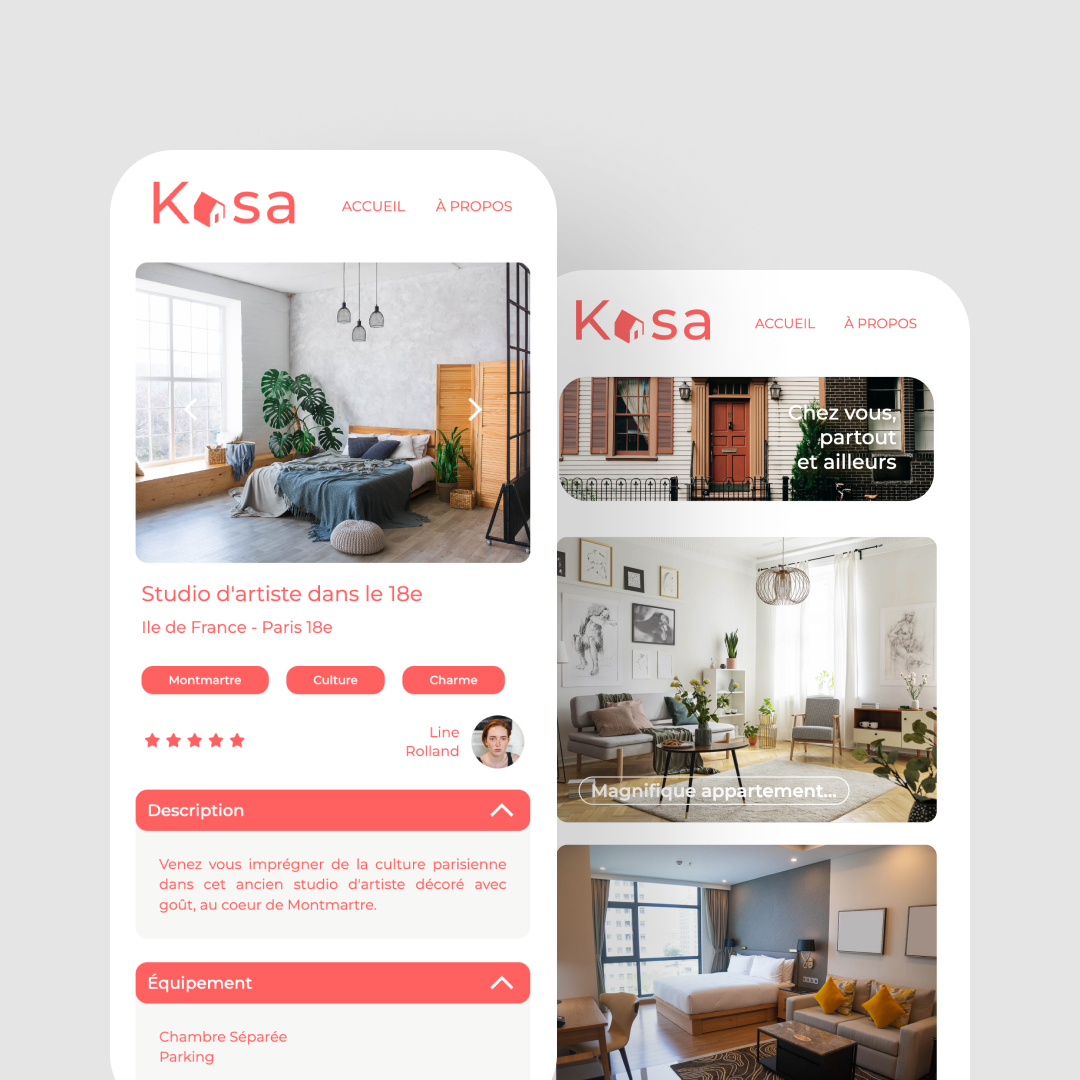 Kasa
ACCUEIL
À PROPOS
Studio d'artiste dans le 18e
Ile de France - Paris 18e
Montmartre
Culture
Charme
Line
Rolland
Description
Venez vous imprégner de la culture parisienne
dans cet ancien studio d'artiste décoré avec
goût, au coeur de Montmartre.
Équipement
Chambre Séparée
Parking
Kasa
ACCUEIL
À PROPOS
Chez vous,
partout
et ailleurs
Magnifique appartement...